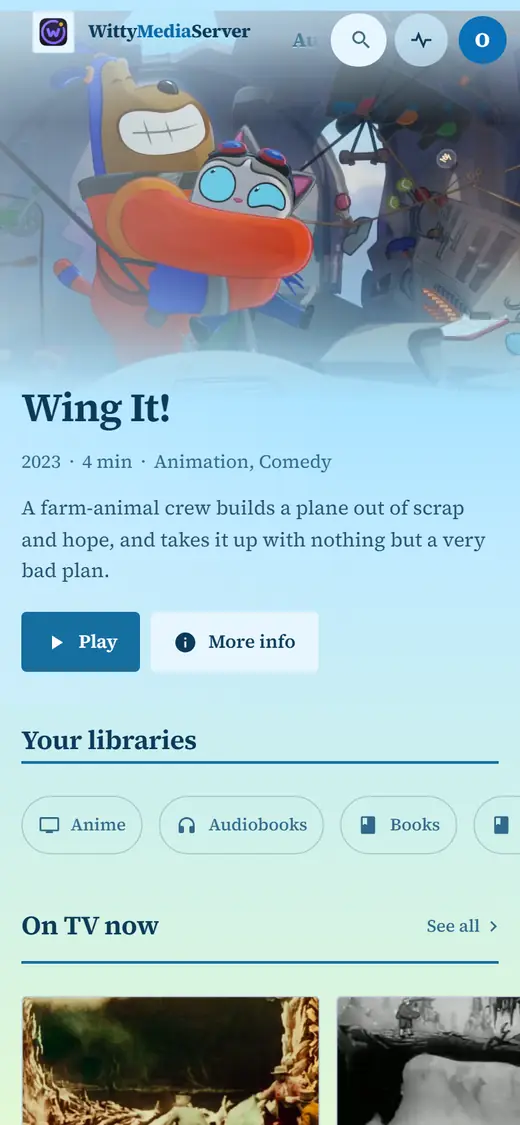 WittyMediaServer
Au
O
Wing It!
2023 · 4 min · Animation, Comedy
A farm-animal crew builds a plane out of scrap
and hope, and takes it up with nothing but a very
bad plan.
Play
More info
Your libraries
Anime
Audiobooks
Books
On TV now
See all